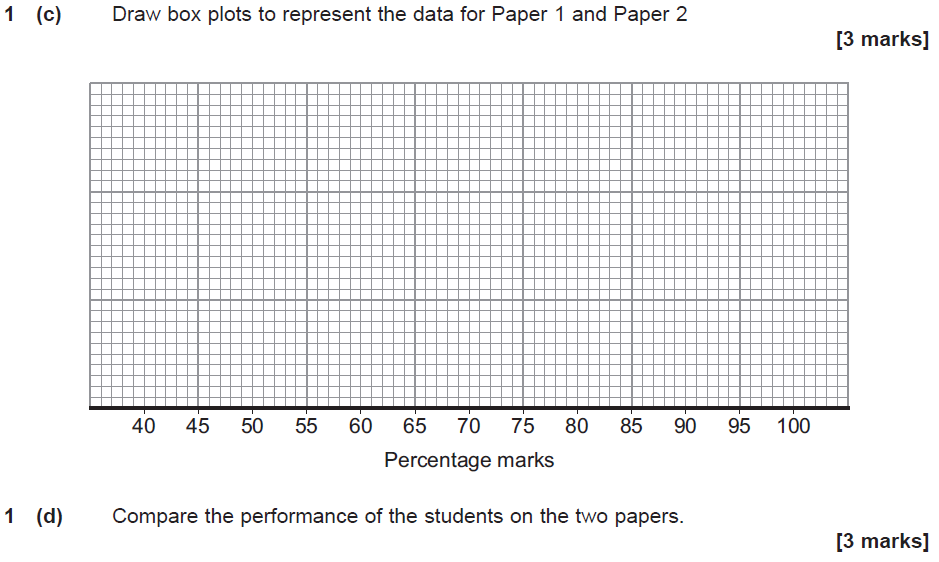 1 (c) Draw box plots to represent the data for Paper 1 and Paper 2
[3 marks]
40 45 50 55 60 65 70 75 80 85 90 95 100
Percentage marks
1 (d) Compare the performance of the students on the two papers.
[3 marks]